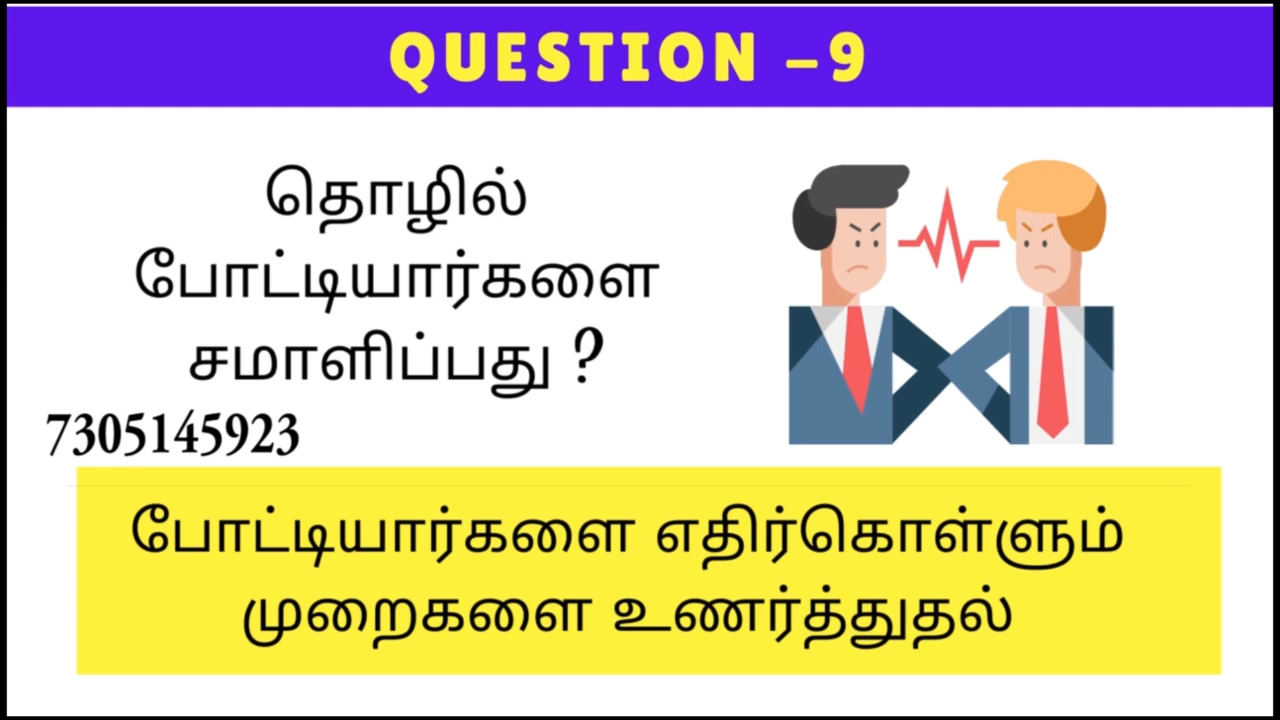 QUESTION –9
தொழில்
போட்டியார்களை
சமாளிப்பது ?
7305145923
போட்டியார்களை எதிர்கொள்ளும்
முறைகளை உணர்த்துதல்